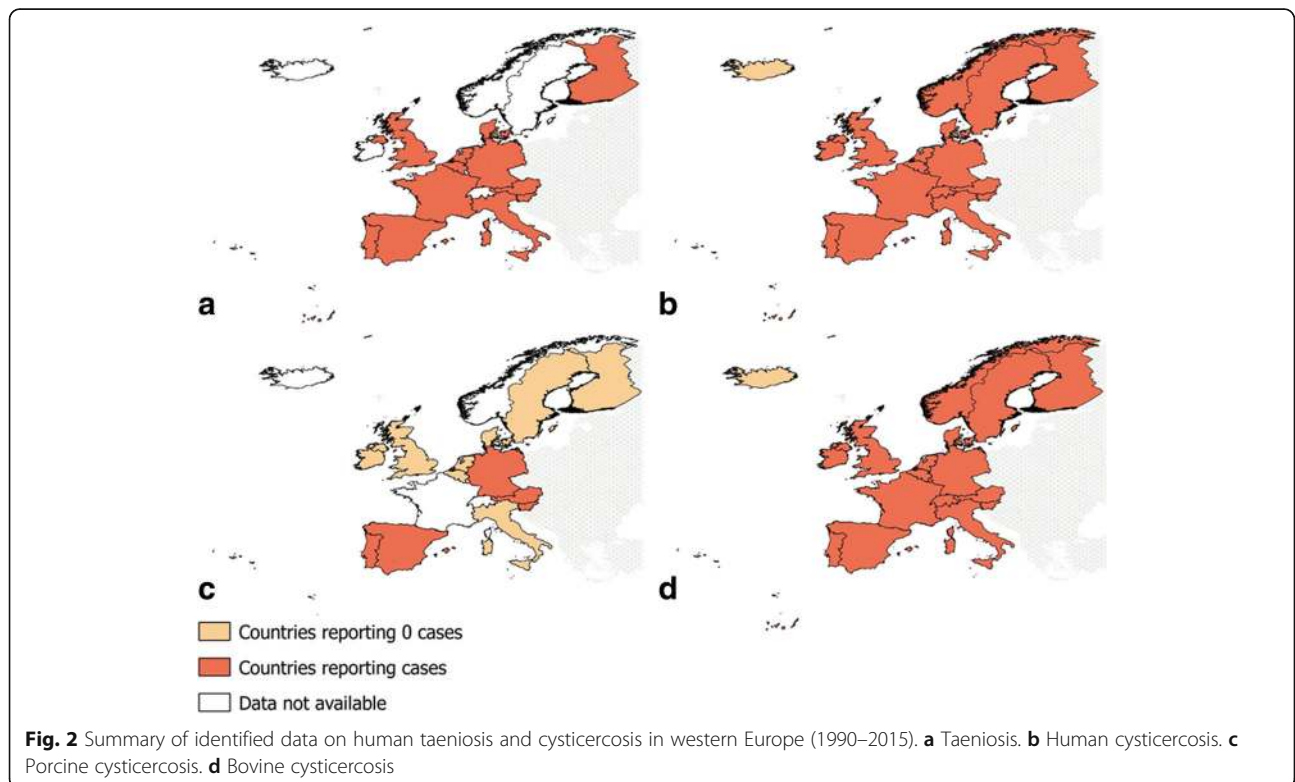 a
b
c
d
Countries reporting 0 cases
Countries reporting cases
Data not available
Fig. 2 Summary of identified data on human taeniosis and cysticercosis in western Europe (1990–2015). a Taeniosis. b Human cysticercosis. c
Porcine cysticercosis. d Bovine cysticercosis